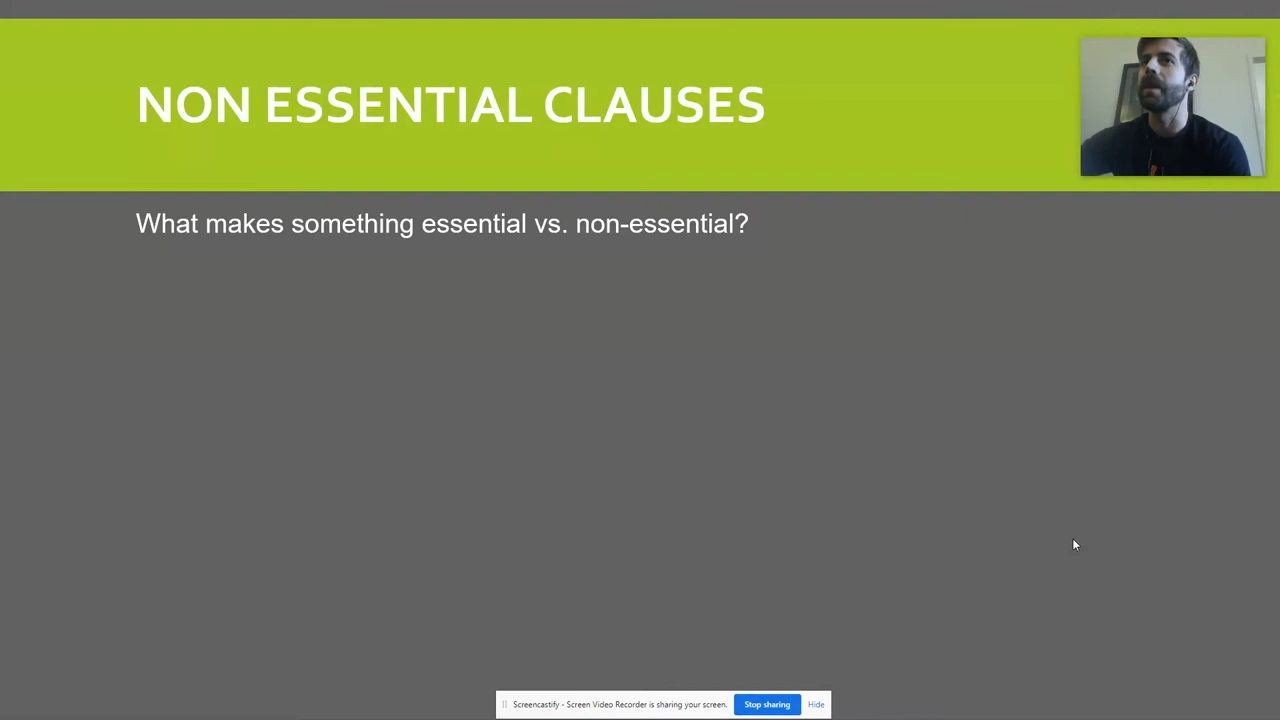 NON ESSENTIAL CLAUSES
What makes something essential vs. non-essential?
Screencastify - Screen Video Recorder is sharing your screen.
Stop sharing
Hide